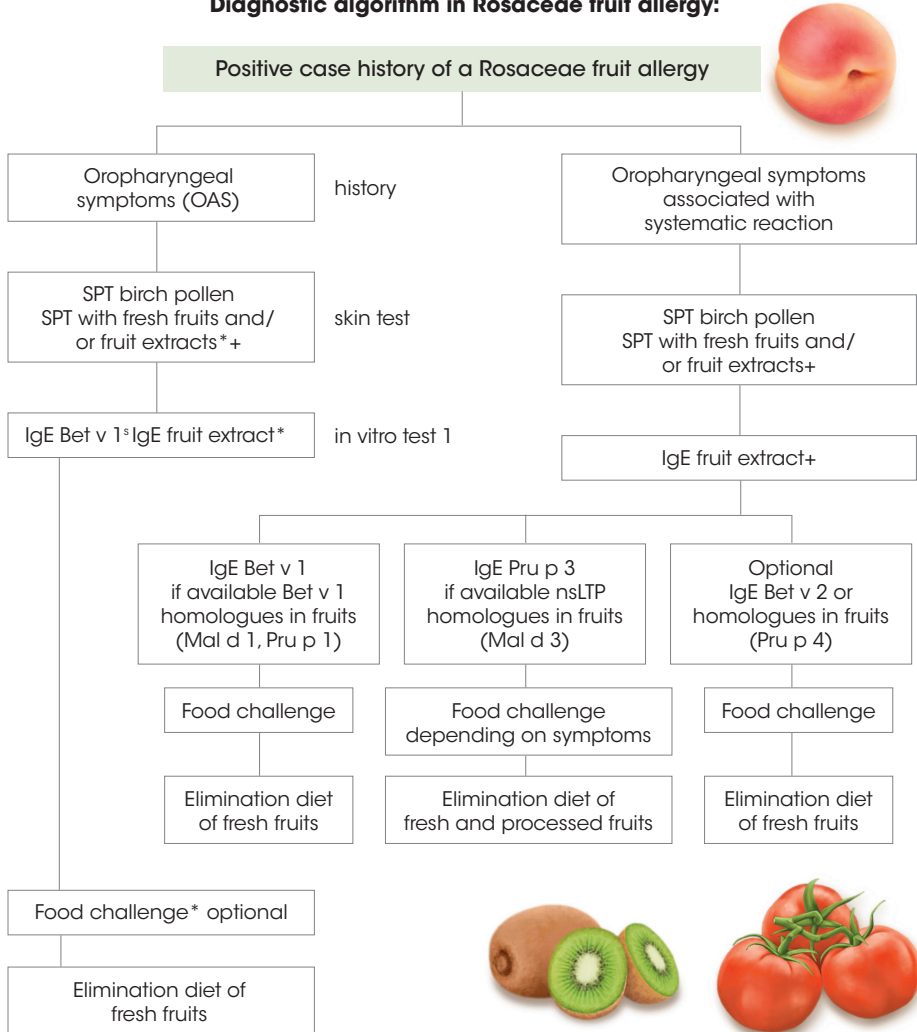 Diagnostic algorithm in Rosaceae fruit allergy:
Positive case history of a Rosaceae fruit allergy
Oropharyngeal
symptoms (OAS)
history
Oropharyngeal symptoms
associated with
systematic reaction
SPT birch pollen
SPT with fresh fruits and/
or fruit extracts*+
skin test
SPT birch pollen
SPT with fresh fruits and/
or fruit extracts+
IgE Bet v 1ˢ IgE fruit extract*
in vitro test 1
IgE fruit extract+
IgE Bet v 1
if available Bet v 1
homologues in fruits
(Mal d 1, Pru p 1)
IgE Pru p 3
if available nsLTP
homologues in fruits
(Mal d 3)
Optional
IgE Bet v 2 or
homologues in fruits
(Pru p 4)
Food challenge
Food challenge
depending on symptoms
Food challenge
Elimination diet
of fresh fruits
Elimination diet of
fresh and processed fruits
Elimination diet
of fresh fruits
Food challenge* optional
Elimination diet of
fresh fruits